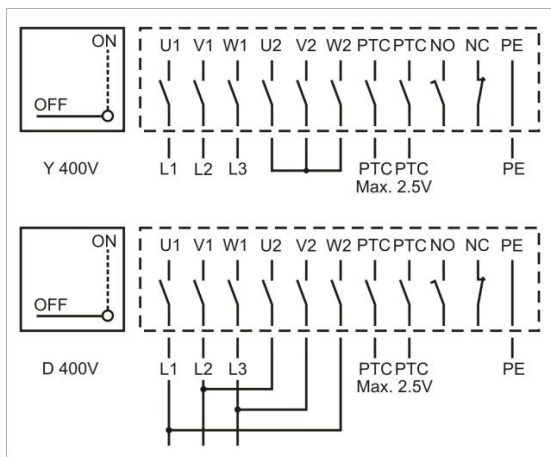 ON
U1 V1 W1 U2 V2 W2 PTC PTC NO NC PE
OFF
Y 400V
L1 L2 L3 PTC PTC PE
Max. 2.5V
ON
U1 V1 W1 U2 V2 W2 PTC PTC NO NC PE
OFF
D 400V
L1 L2 L3 PTC PTC PE
Max. 2.5V